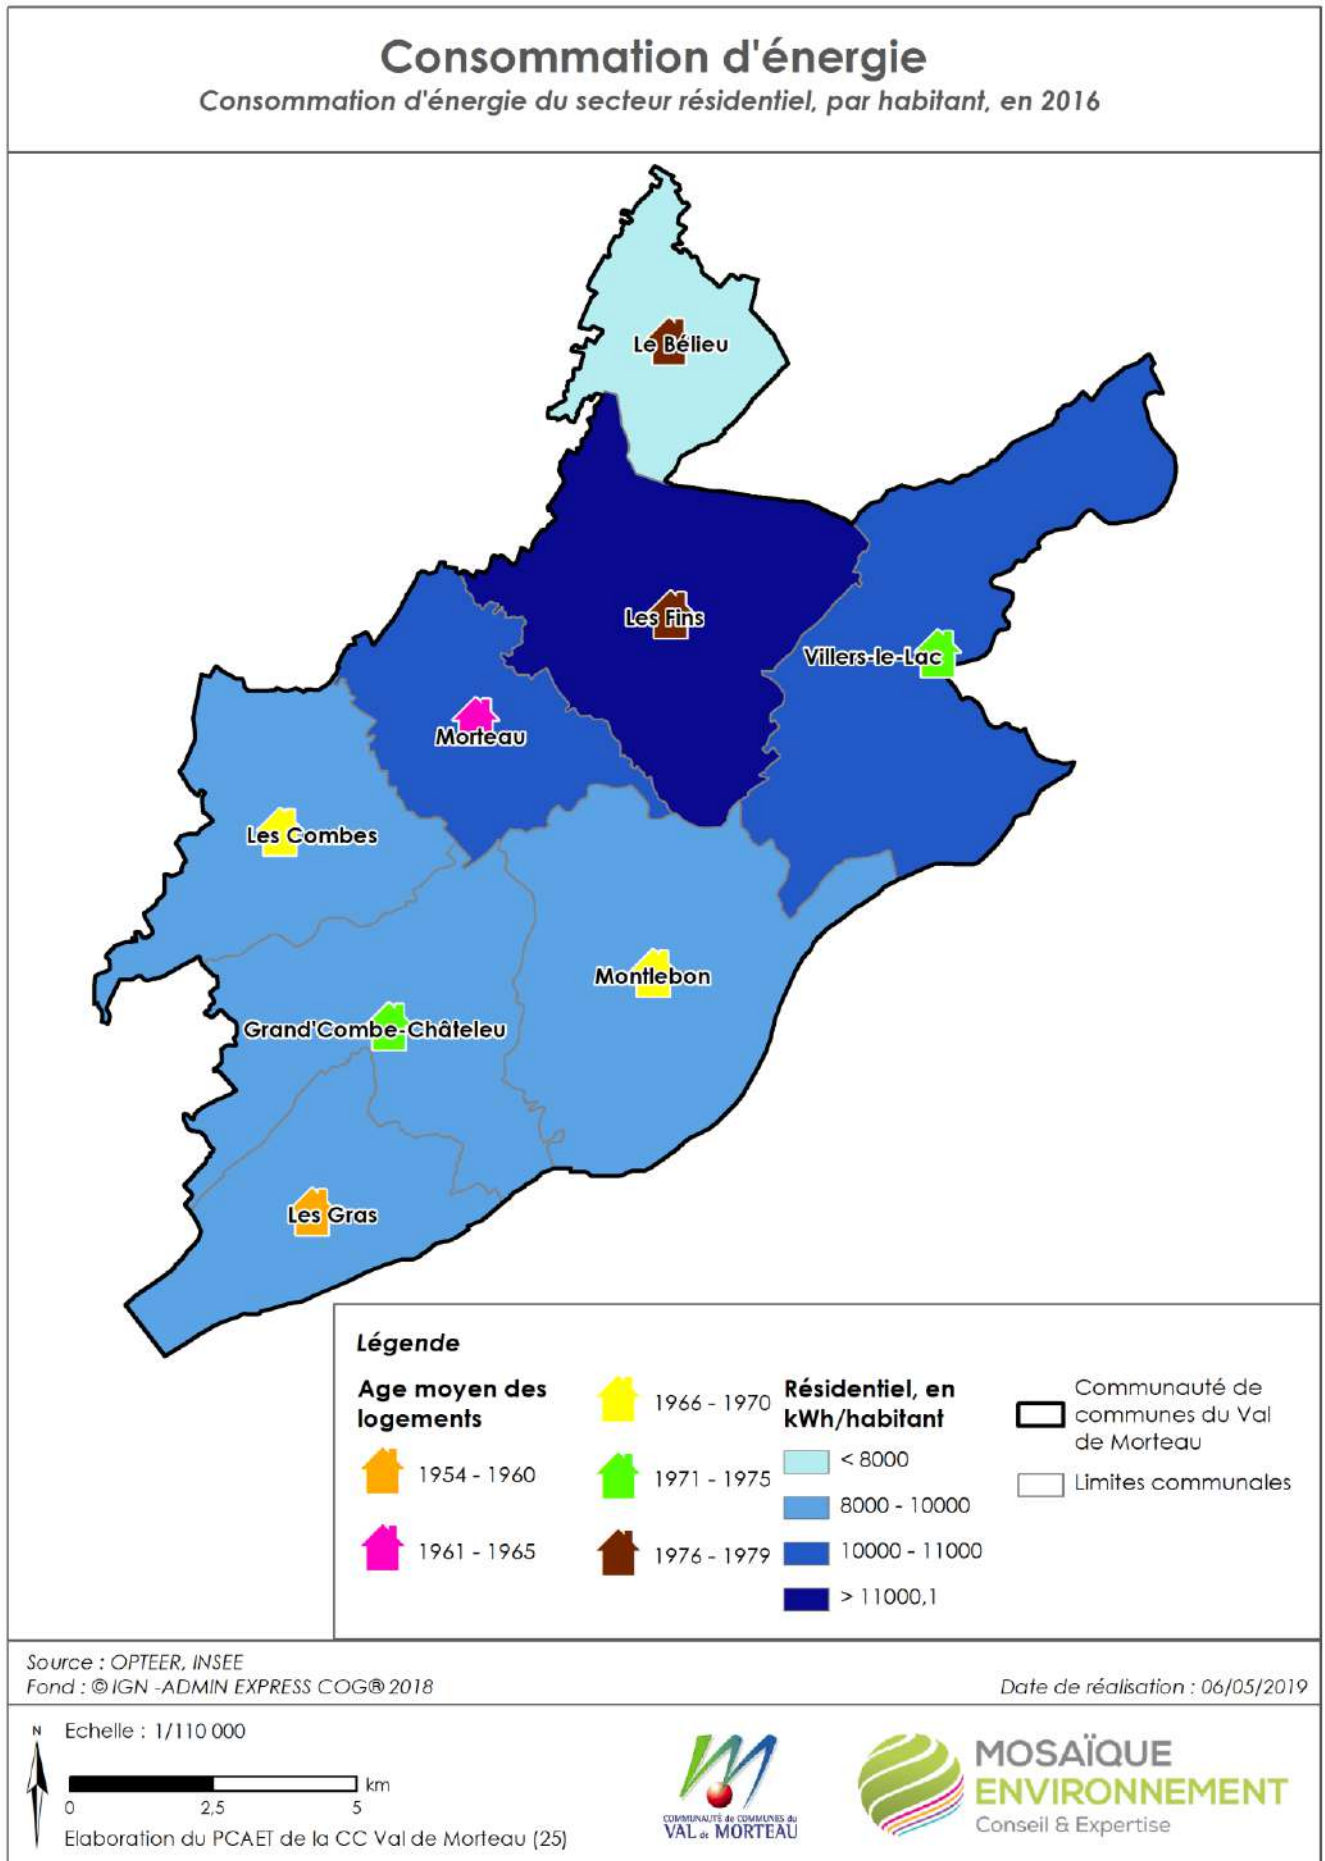 Consommation d'énergie
Consommation d'énergie du secteur résidentiel, par habitant, en 2016
Le Bélieu
Les Fins
Villers-le-Lac
Morteau
Les Combes
Montlebon
Grand'Combe-Châteleu
Les Gras
Légende
Age moyen des
logements
1954 - 1960
1961 - 1965
1966 - 1970
1971 - 1975
1976 - 1979
Résidentiel, en
kWh/habitant
< 8000
8000 - 10000
10000 - 11000
> 11000,1
Communauté de
communes du Val
de Morteau
Limites communales
Source : OPTEER, INSEE
Fond : © IGN -ADMIN EXPRESS COG® 2018
Date de réalisation : 06/05/2019
N
Echelle : 1/110 000
km
0 2,5 5
Elaboration du PCAET de la CC Val de Morteau (25)
COMMUNAUTÉ de COMMUNES du
VAL de MORTEAU
MOSAÏQUE
ENVIRONNEMENT
Conseil & Expertise